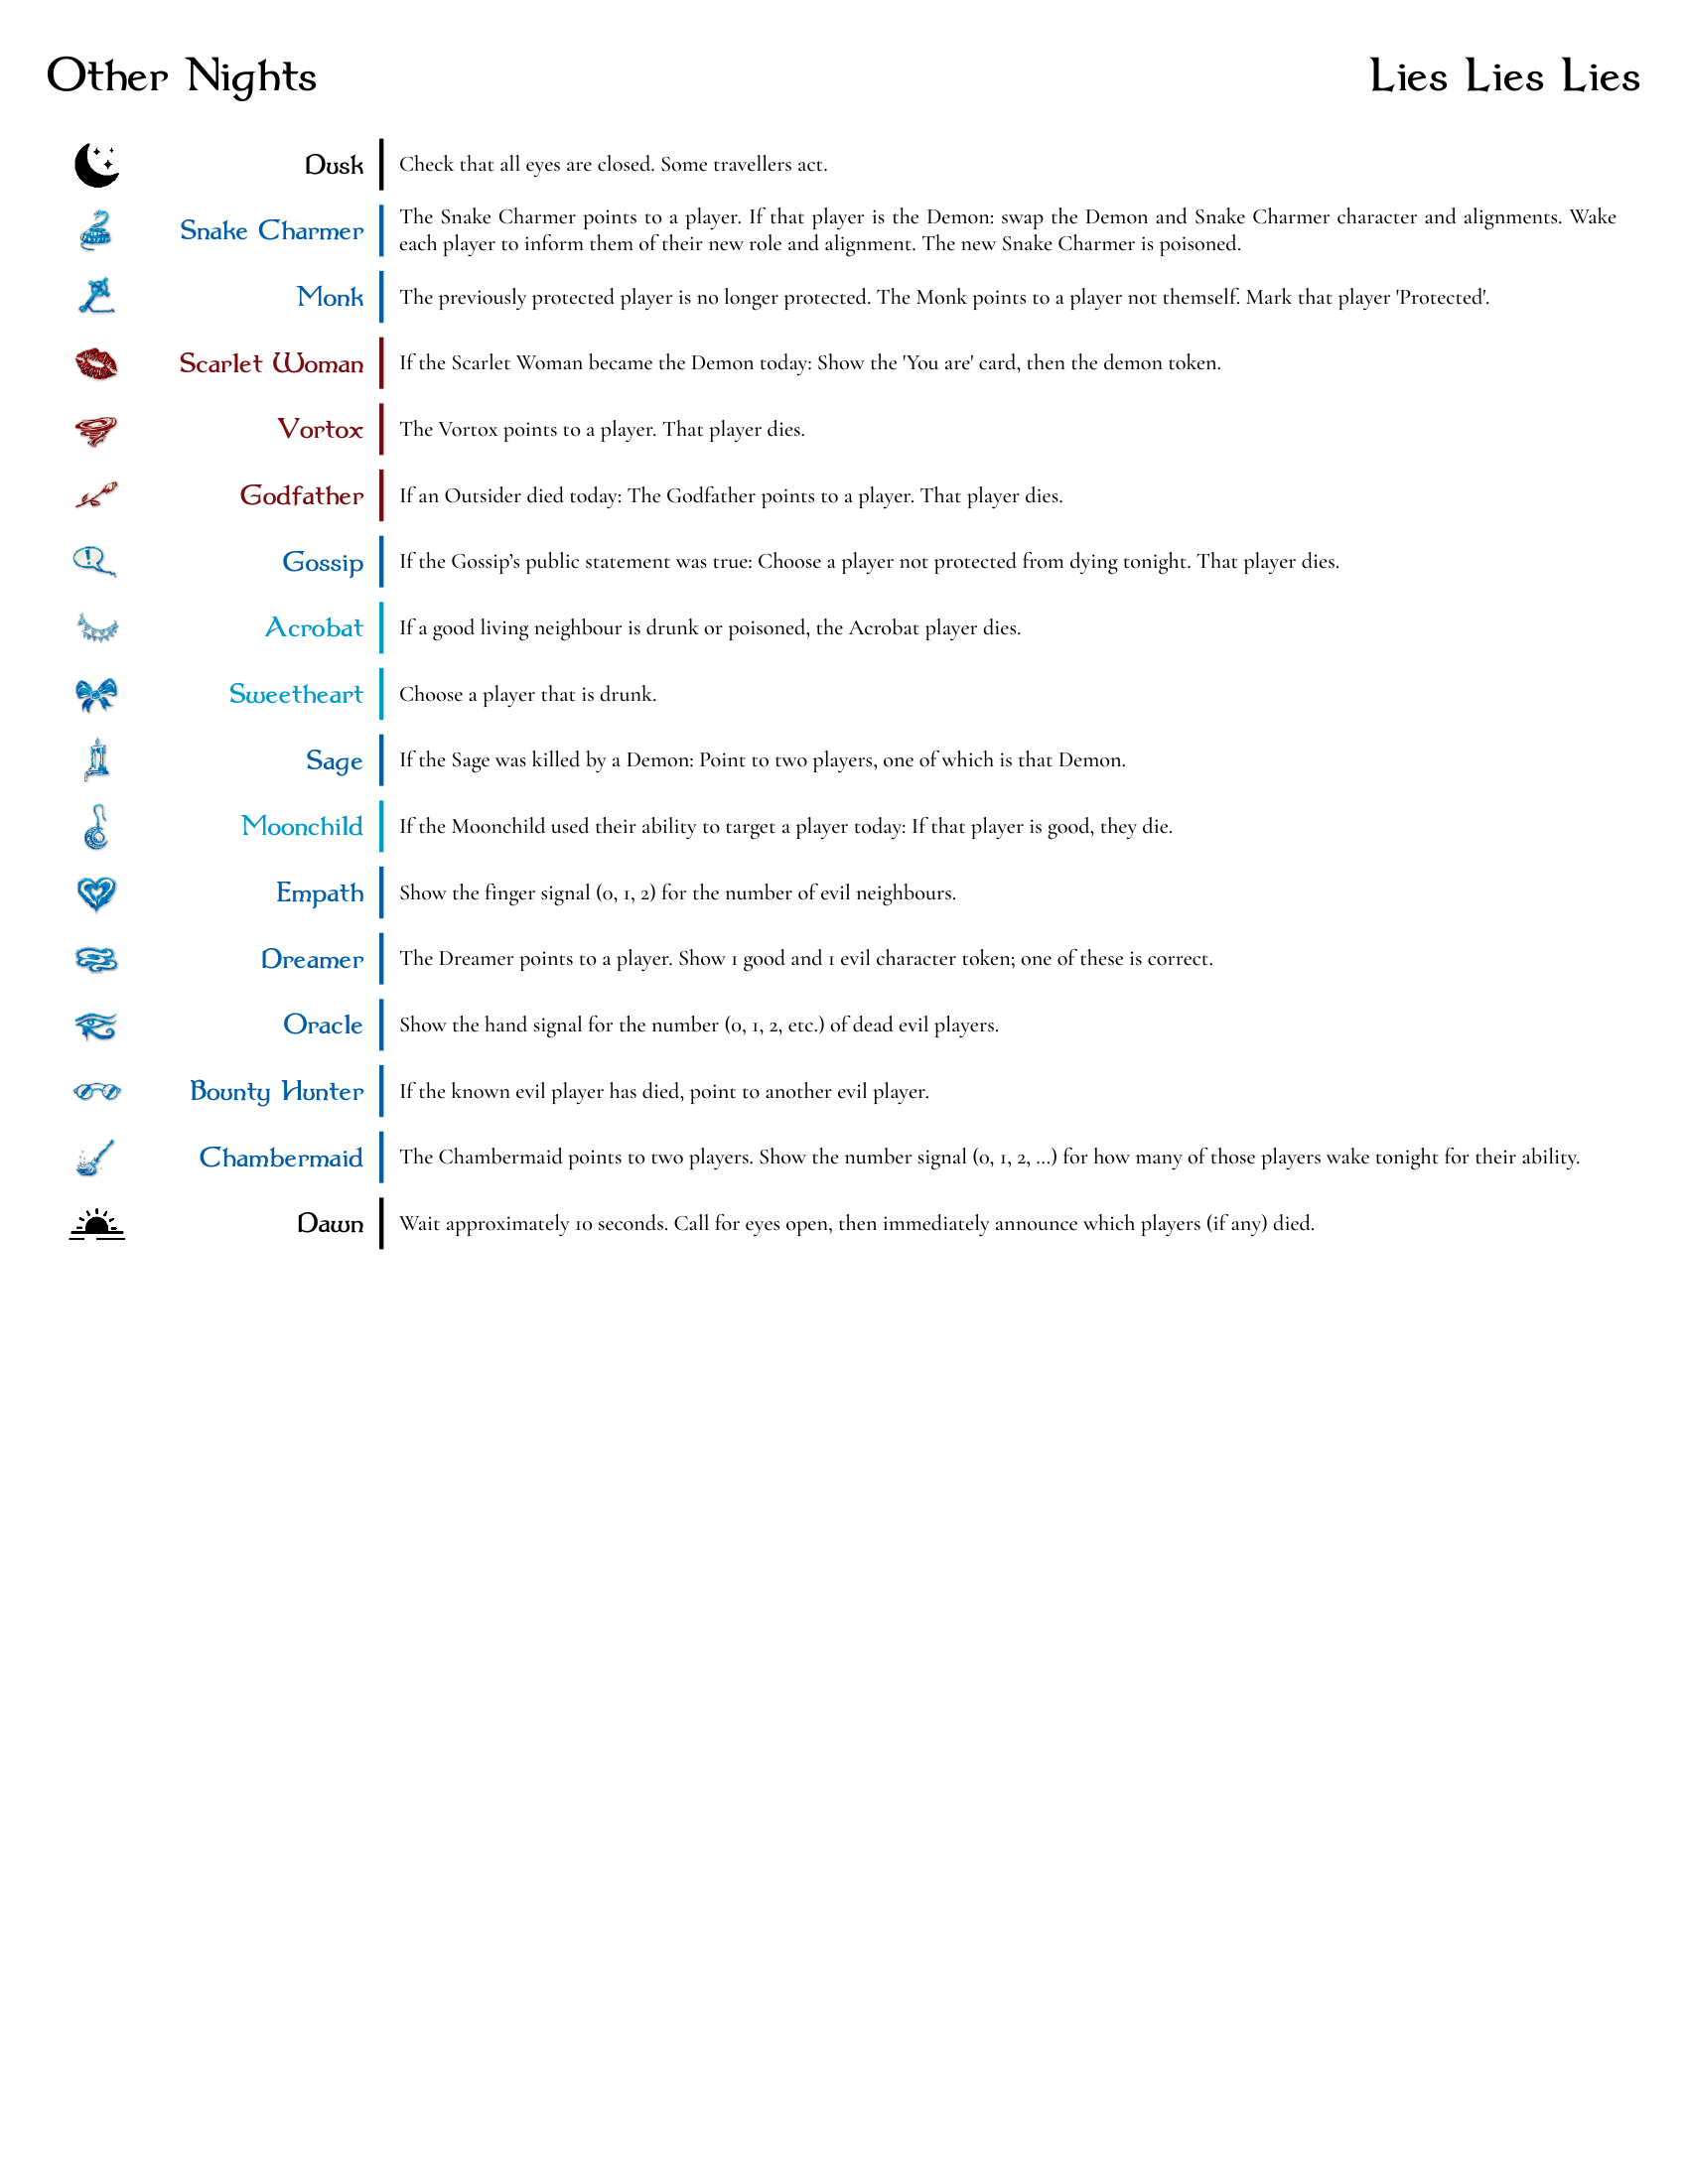 Other Nights
Lies Lies Lies
Dusk
Check that all eyes are closed. Some travellers act.
Snake Charmer
The Snake Charmer points to a player. If that player is the Demon: swap the Demon and Snake Charmer character and alignments. Wake
each player to inform them of their new role and alignment. The new Snake Charmer is poisoned.
Monk
The previously protected player is no longer protected. The Monk points to a player not themself. Mark that player 'Protected'.
Scarlet Woman
If the Scarlet Woman became the Demon today: Show the 'You are' card, then the demon token.
Vortox
The Vortox points to a player. That player dies.
Godfather
If an Outsider died today: The Godfather points to a player. That player dies.
Gossip
If the Gossip’s public statement was true: Choose a player not protected from dying tonight. That player dies.
Acrobat
If a good living neighbour is drunk or poisoned, the Acrobat player dies.
Sweetheart
Choose a player that is drunk.
Sage
If the Sage was killed by a Demon: Point to two players, one of which is that Demon.
Moonchild
If the Moonchild used their ability to target a player today: If that player is good, they die.
Empath
Show the finger signal (0, 1, 2) for the number of evil neighbours.
Dreamer
The Dreamer points to a player. Show 1 good and 1 evil character token; one of these is correct.
Oracle
Show the hand signal for the number (0, 1, 2, etc.) of dead evil players.
Bounty Hunter
If the known evil player has died, point to another evil player.
Chambermaid
The Chambermaid points to two players. Show the number signal (0, 1, 2, ...) for how many of those players wake tonight for their ability.
Dawn
Wait approximately 10 seconds. Call for eyes open, then immediately announce which players (if any) died.